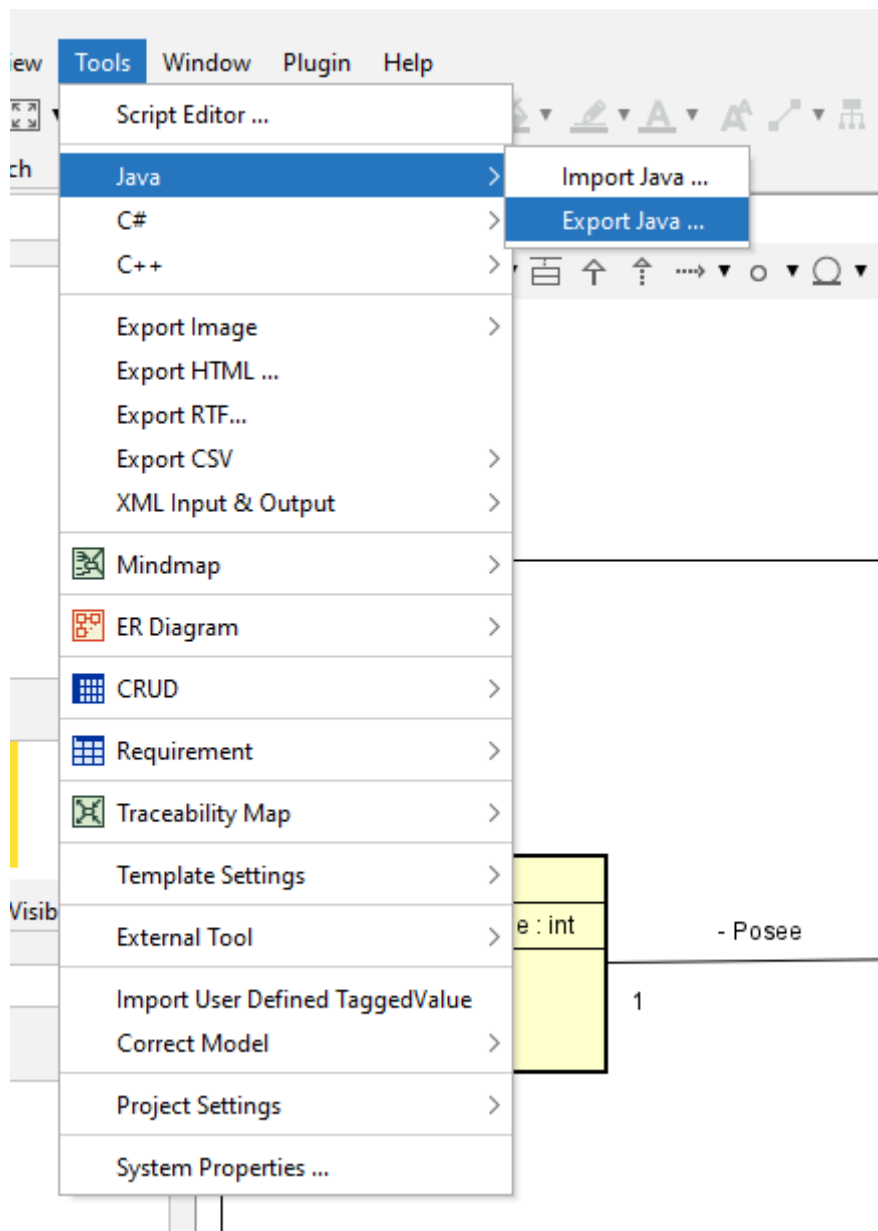 iew Tools Window Plugin Help
Script Editor ...
ch
Java
Import Java ...
C#
Export Java ...
C++
Export Image
Export HTML ...
Export RTF...
Export CSV
XML Input & Output
Mindmap
ER Diagram
CRUD
Requirement
Traceability Map
Template Settings
Visib
External Tool
e : int
- Posee
Import User Defined TaggedValue
1
Correct Model
Project Settings
System Properties ...